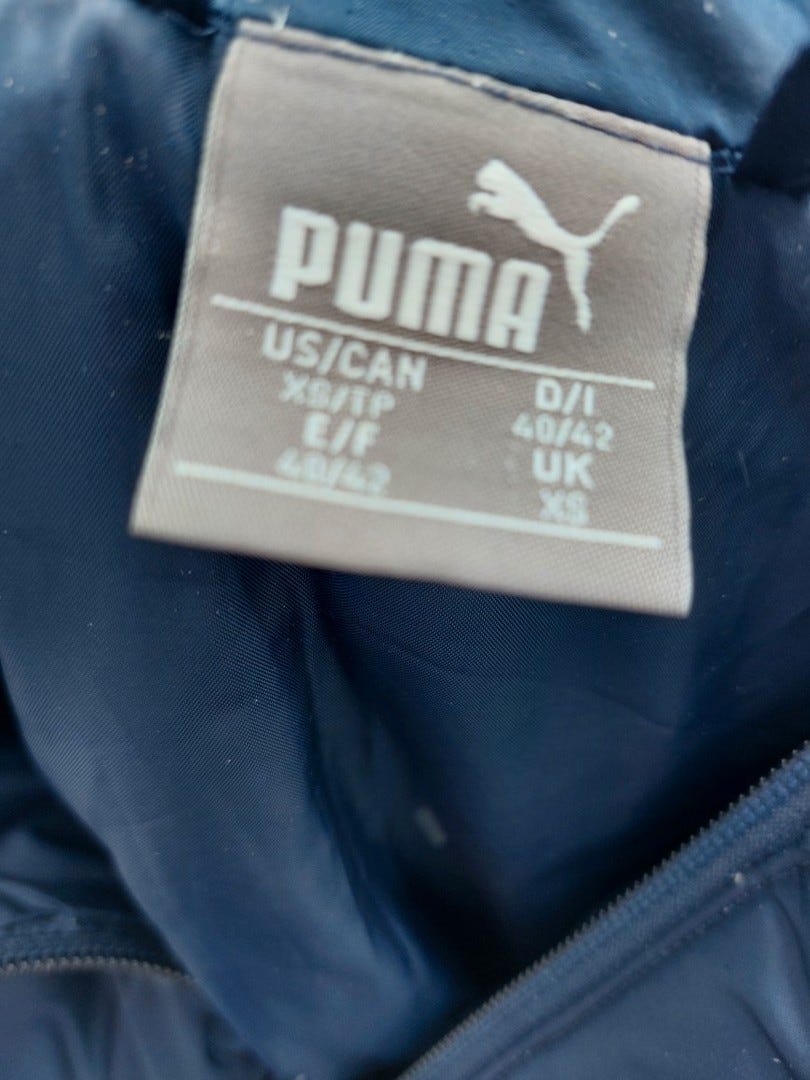 PUMA
US/CAN
XS/TP
E/F
40/42
D/I
40/42
UK
XS